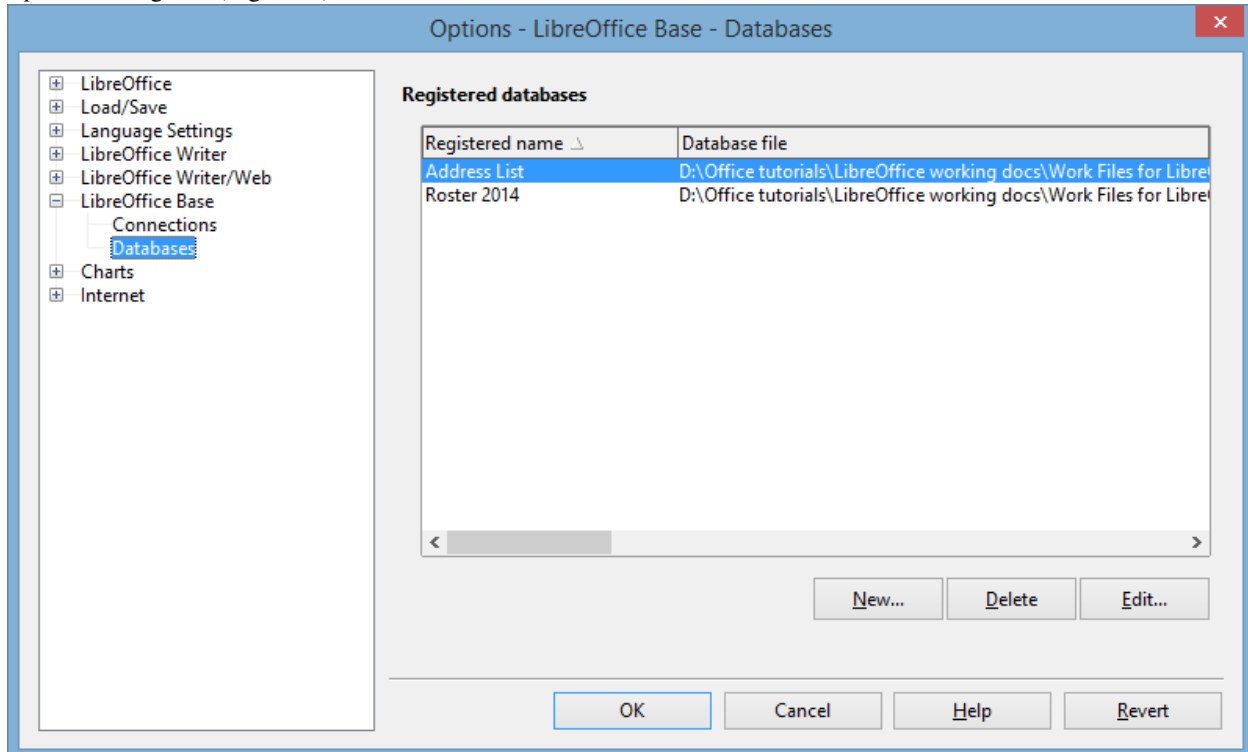 Options - LibreOffice Base - Databases
LibreOffice
Load/Save
Language Settings
LibreOffice Writer
LibreOffice Writer/Web
LibreOffice Base
Connections
Databases
Charts
Internet
Registered databases
Registered name Database file
Address List D:\Office tutorials\LibreOffice working docs\Work Files for Libre
Roster 2014 D:\Office tutorials\LibreOffice working docs\Work Files for Libre
New... Delete Edit...
OK Cancel Help Revert